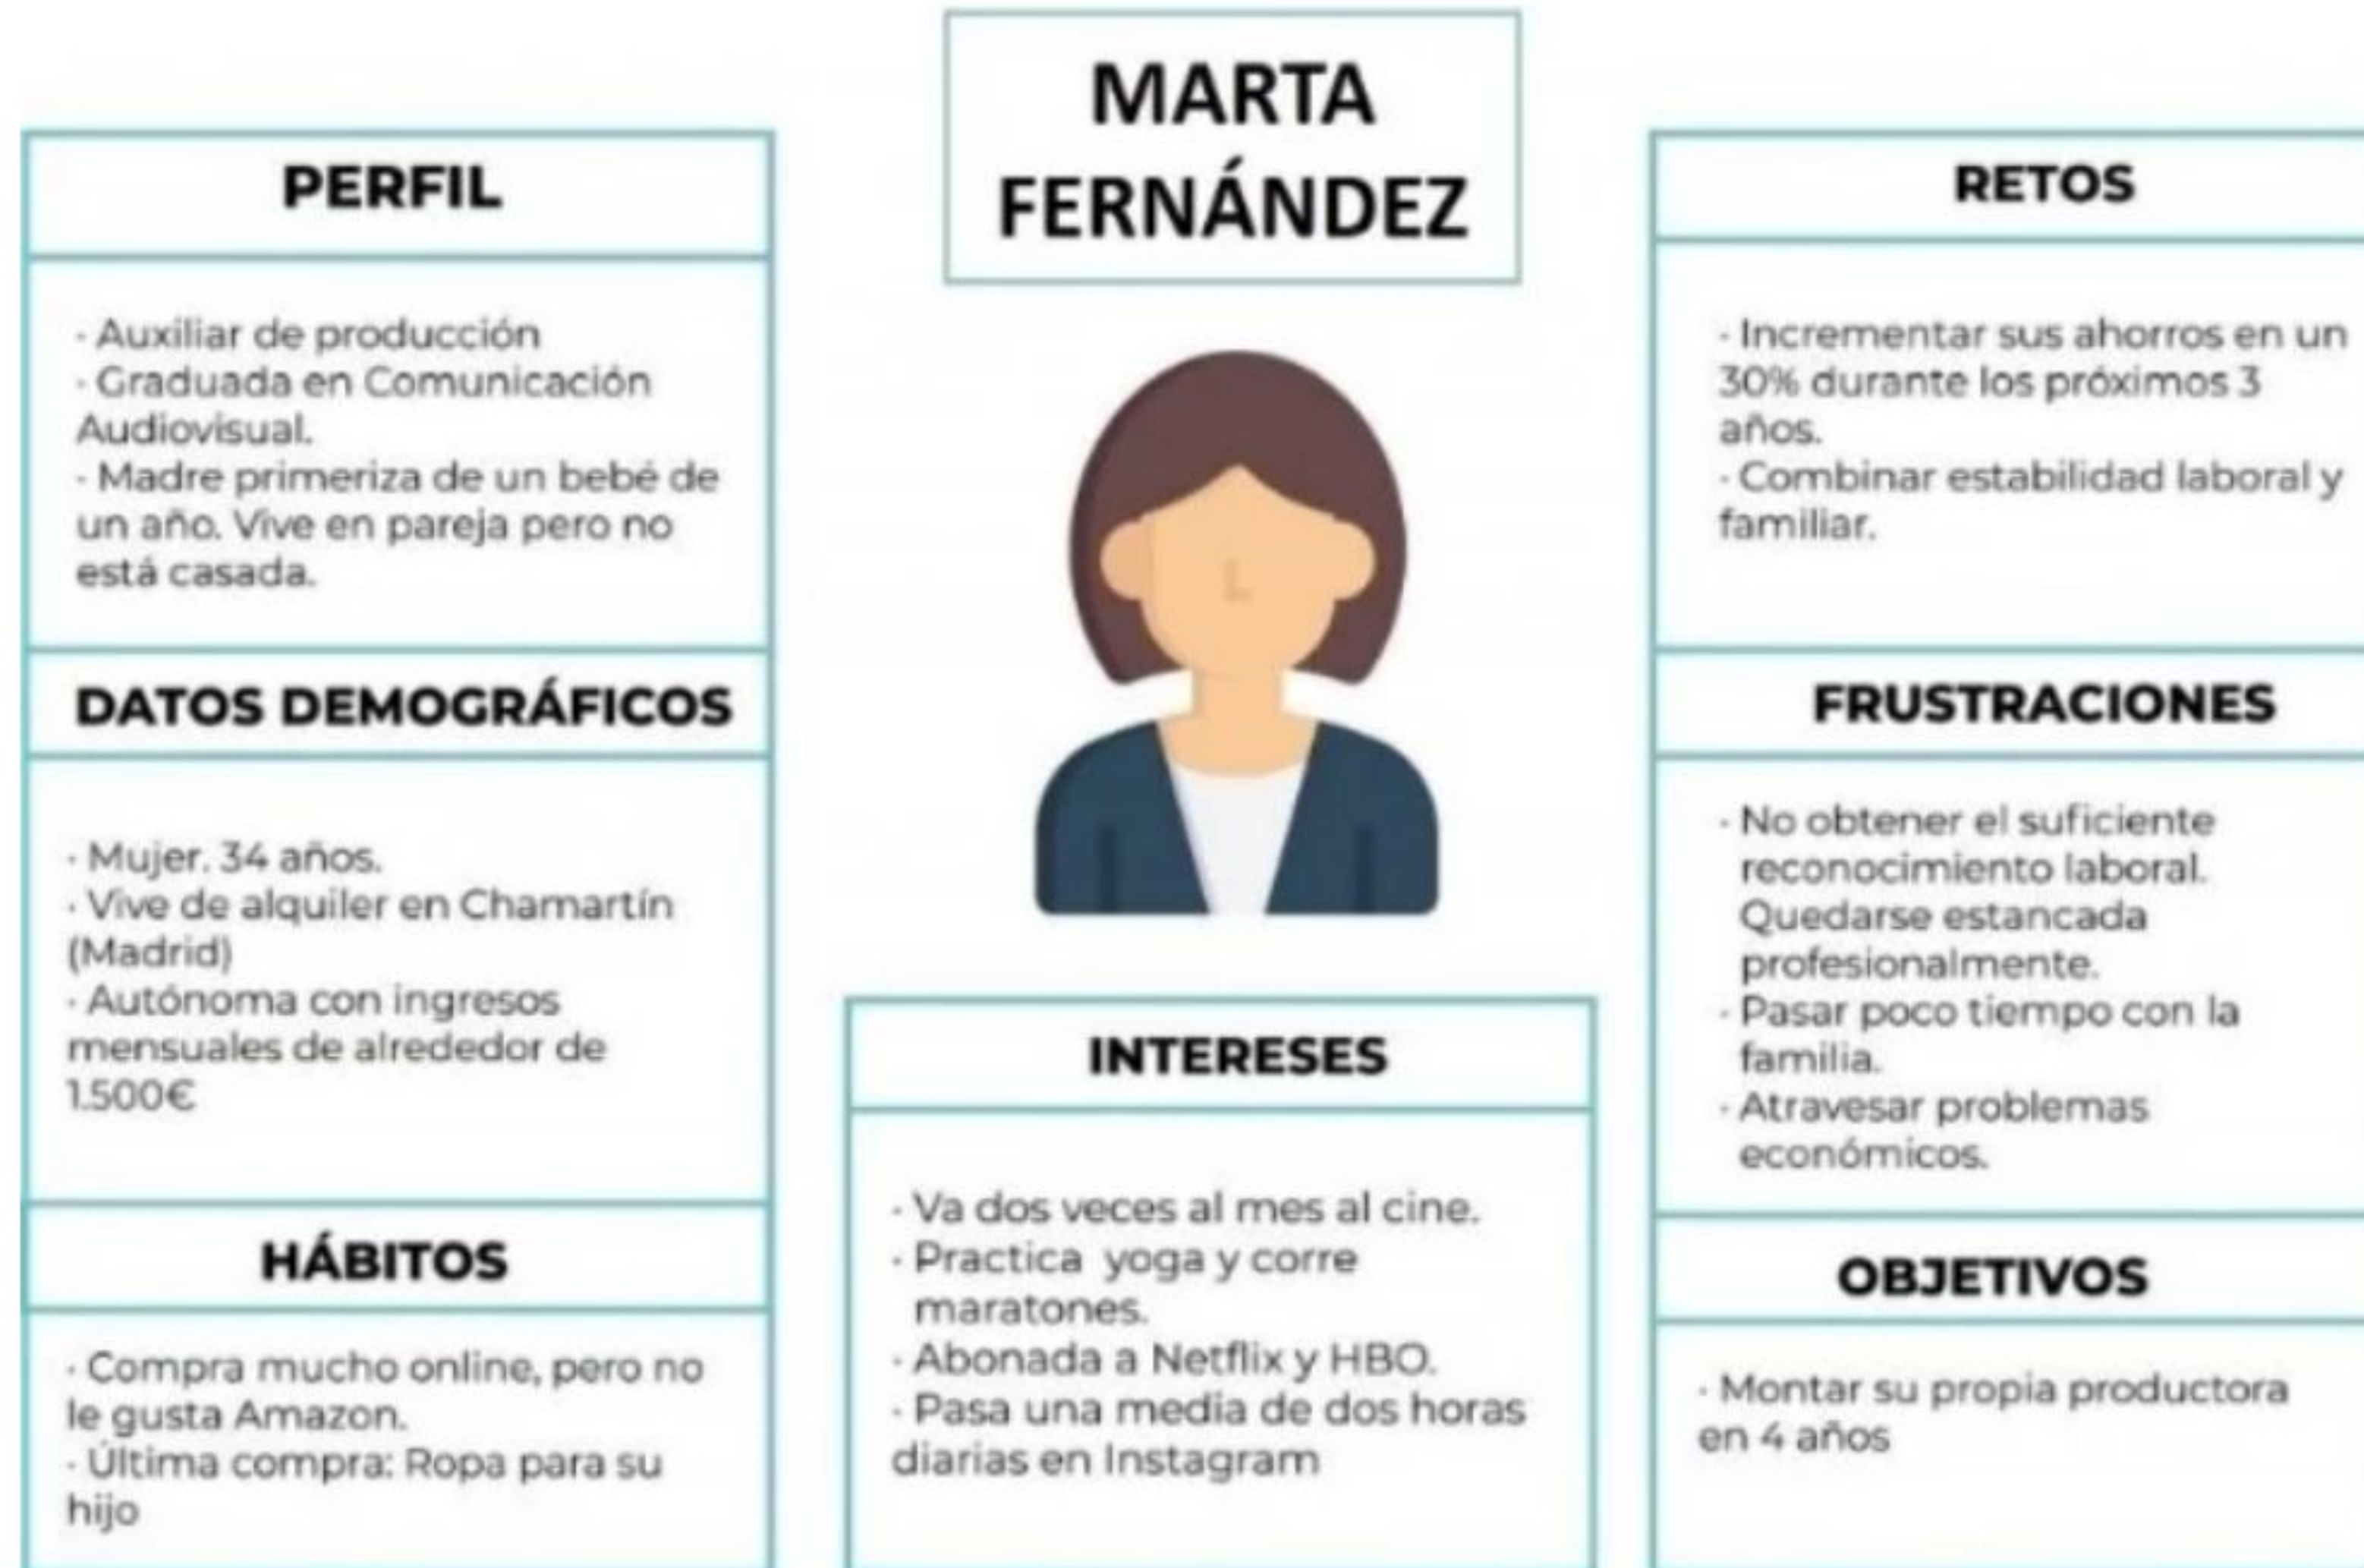 MARTA
FERNÁNDEZ
PERFIL
· Auxiliar de producción
· Graduada en Comunicación
Audiovisual.
· Madre primeriza de un bebé de
un año. Vive en pareja pero no
está casada.
DATOS DEMOGRÁFICOS
· Mujer. 34 años.
· Vive de alquiler en Chamartín
(Madrid)
· Autónoma con ingresos
mensuales de alrededor de
1.500€
HÁBITOS
· Compra mucho online, pero no
le gusta Amazon.
· Última compra: Ropa para su
hijo
INTERESES
· Va dos veces al mes al cine.
· Practica yoga y corre
maratones.
· Abonada a Netflix y HBO.
· Pasa una media de dos horas
diarias en Instagram
RETOS
· Incrementar sus ahorros en un
30% durante los próximos 3
años.
· Combinar estabilidad laboral y
familiar.
FRUSTRACIONES
· No obtener el suficiente
reconocimiento laboral.
Quedarse estancada
profesionalmente.
· Pasar poco tiempo con la
familia.
· Atravesar problemas
económicos.
OBJETIVOS
· Montar su propia productora
en 4 años